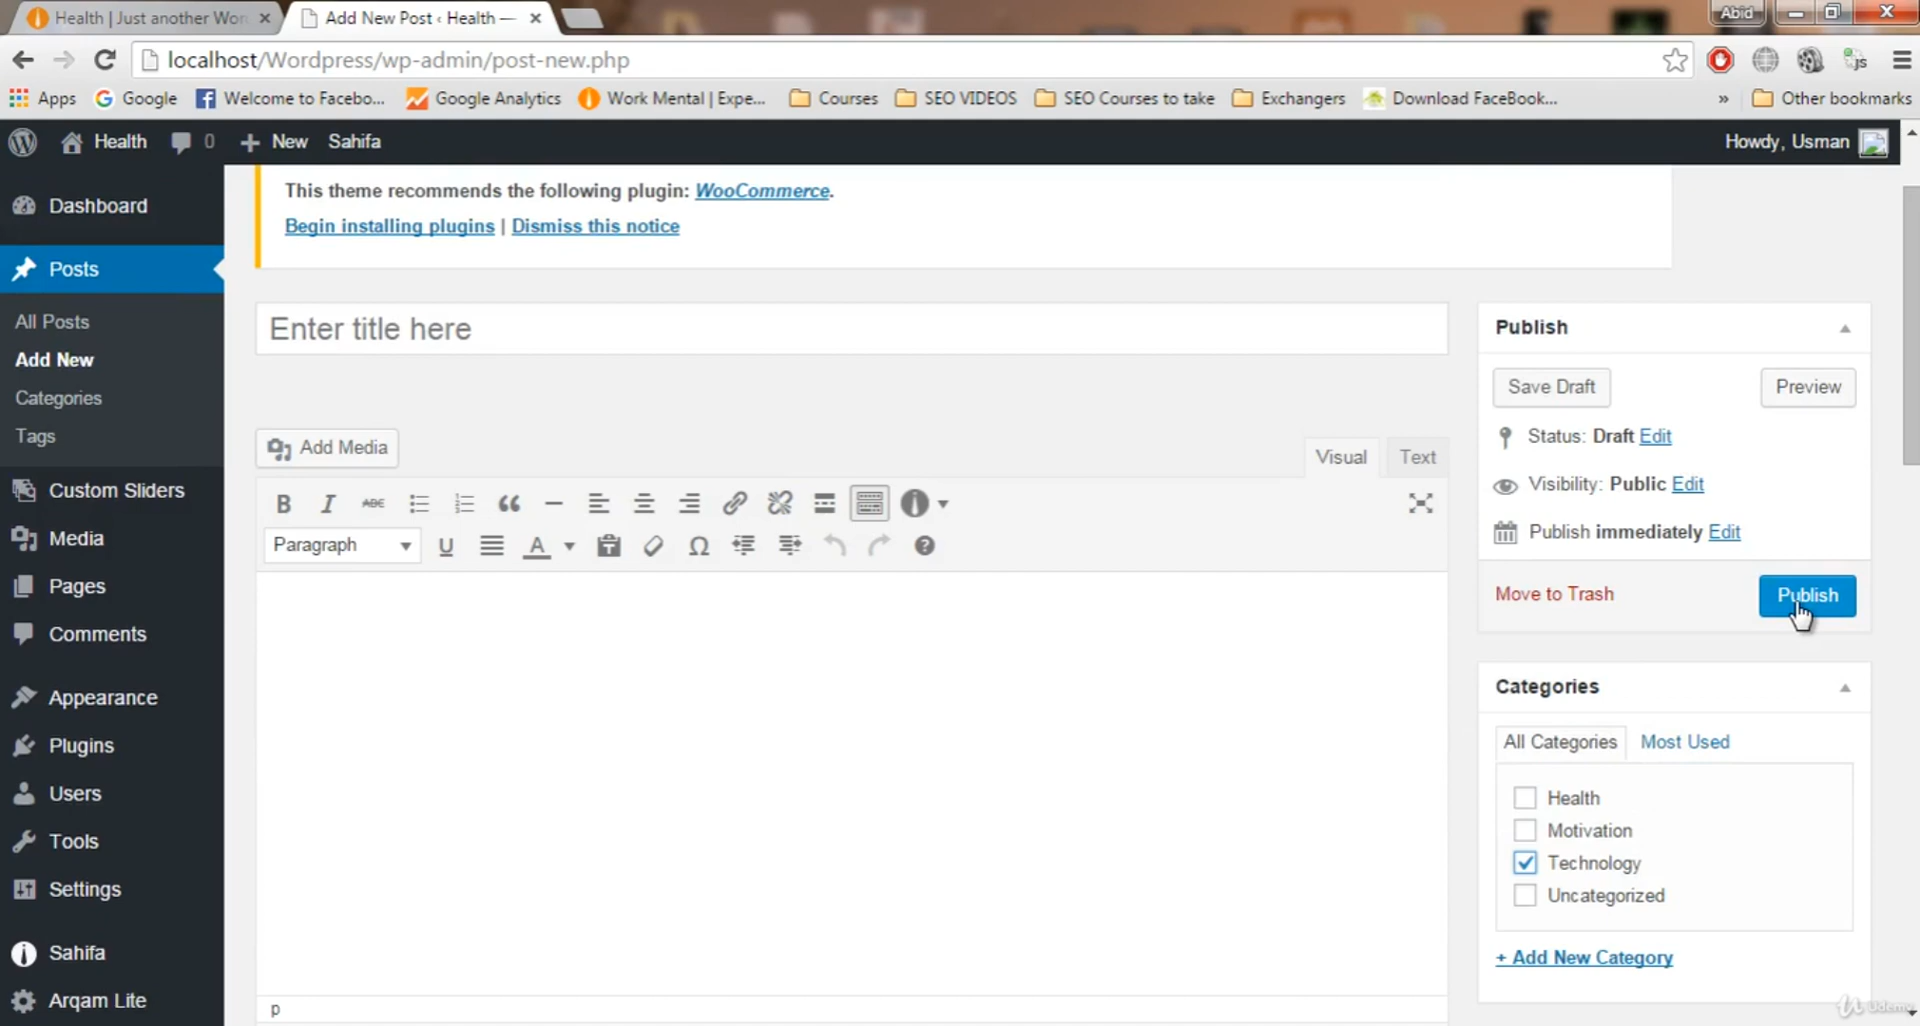 Health | Just another Wor
Add New Post ‹ Health —
Abid
localhost/Wordpress/wp-admin/post-new.php
Apps
Google
Welcome to Facebo...
Google Analytics
Work Mental | Expe...
Courses
SEO VIDEOS
SEO Courses to take
Exchangers
Download FaceBook...
»
Other bookmarks
Health
0
New
Sahifa
Howdy, Usman
Dashboard
Posts
All Posts
Add New
Categories
Tags
Custom Sliders
Media
Pages
Comments
Appearance
Plugins
Users
Tools
Settings
Sahifa
Arqam Lite
This theme recommends the following plugin: WooCommerce.
Begin installing plugins | Dismiss this notice
Enter title here
Add Media
Visual
Text
B I ABC
Paragraph
U A Ω
p
Publish
Save Draft
Preview
Status: Draft Edit
Visibility: Public Edit
Publish immediately Edit
Move to Trash
Publish
Categories
All Categories
Most Used
Health
Motivation
Technology
Uncategorized
+ Add New Category
Udemy